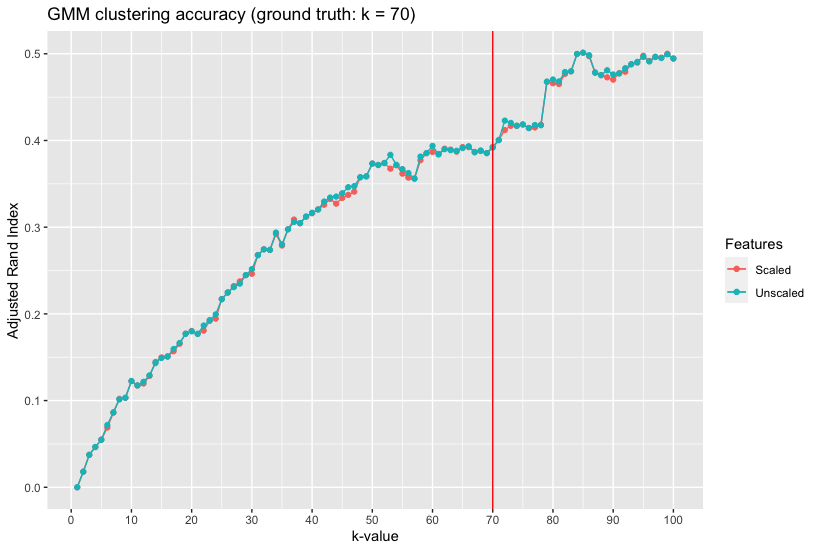 GMM clustering accuracy (ground truth: k = 70)
Adjusted Rand Index
0.5
0.4
0.3
0.2
0.1
0.0
0 10 20 30 40 50 60 70 80 90 100
k-value
Features
Scaled
Unscaled